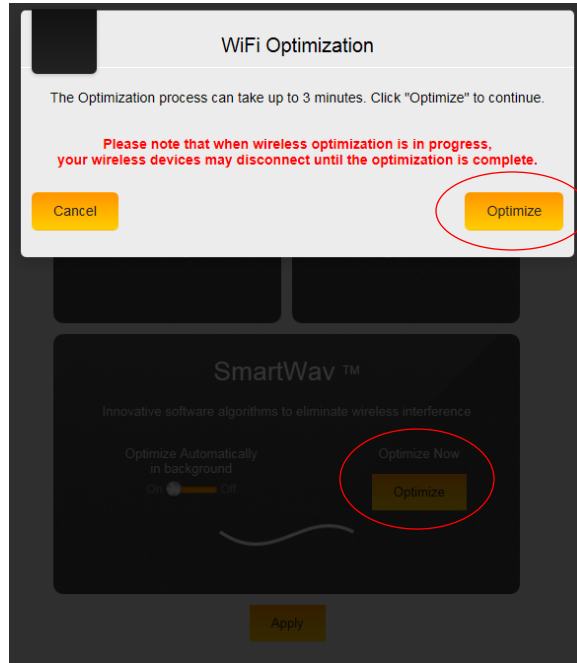 WiFi Optimization
The Optimization process can take up to 3 minutes. Click "Optimize" to continue.
Please note that when wireless optimization is in progress,
your wireless devices may disconnect until the optimization is complete.
Cancel
Optimize
SmartWav ™
Innovative software algorithms to eliminate wireless interference
Optimize Automatically
in background
On Off
Optimize Now
Optimize
Apply